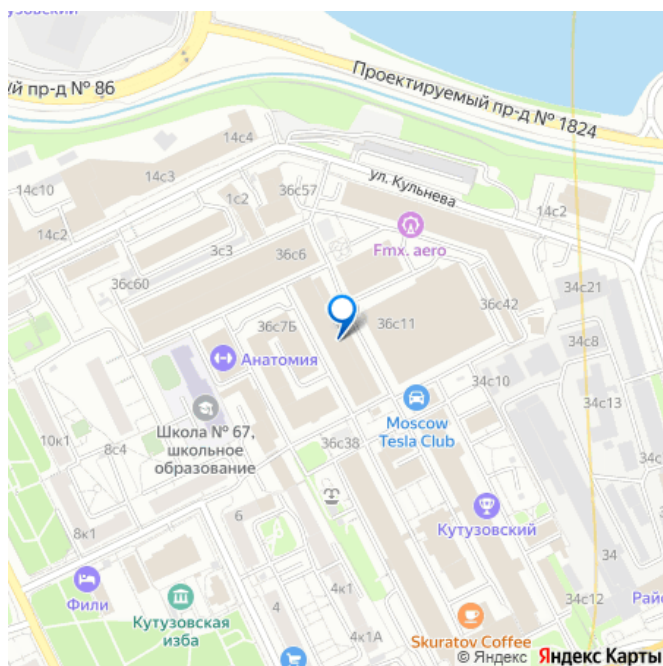 Кутузовский
ый пр-д № 86
Проектируемый пр-д № 1824
14с4
14с3
14с10
ул. Кульнева
36с57
1с2
14с2
14с2
Fmx. aero
3с3
36с6
36с60
34с21
36с42
36с7Б
36с11
34с8
Анатомия
34с10
34с13
Moscow
Tesla Club
Школа № 67,
школьное
образование
10к1
8с4
36с38
34с5
8к1
6
Кутузовский
34
Фили
4к1
34с12
Райо
Кутузовская
изба
4
4к1А
Skuratov Coffee
© Яндекс Яндекс Карты